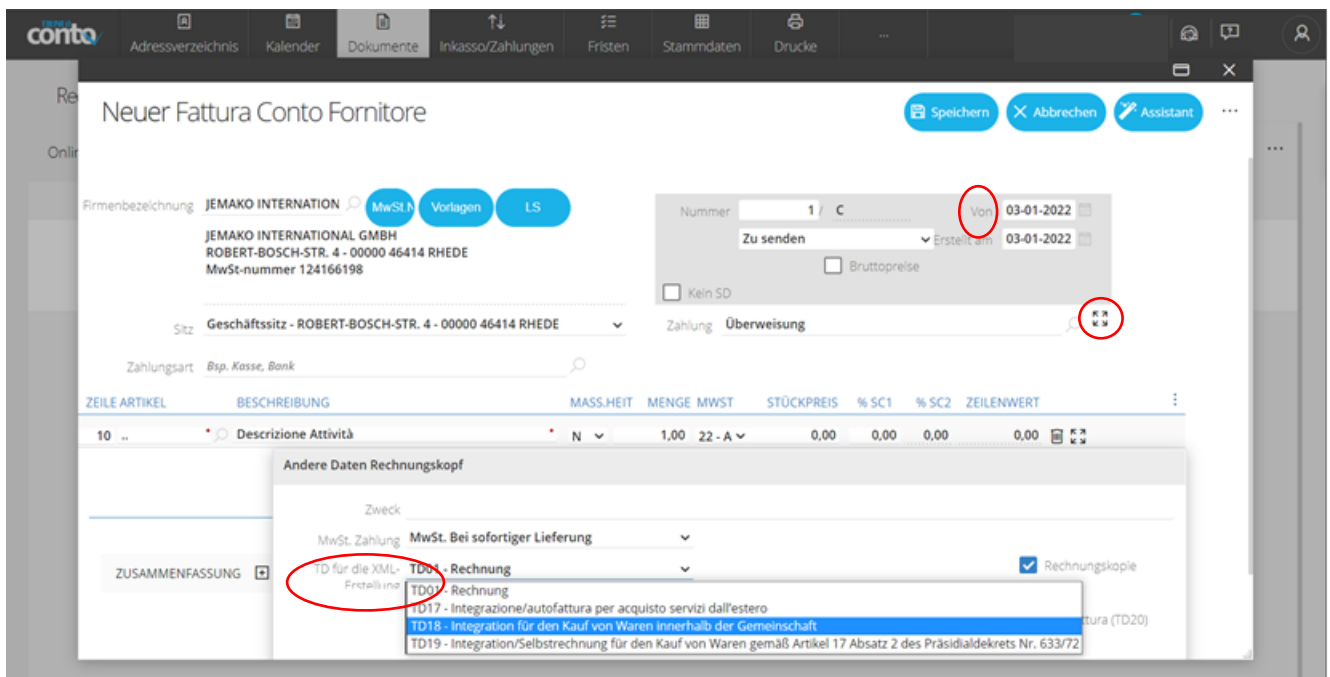 conto
Adressverzeichnis Kalender Dokumente Inkasso/Zahlungen Fristen Stammdaten Drucke ...
Re
Neuer Fattura Conto Fornitore Speichern Abbrechen Assistant ...
Onlin ...
Firmenbezeichnung JEMAKO INTERNATION MwSt.N Vorlagen LS
Nummer 1 / C Von 03-01-2022
JEMAKO INTERNATIONAL GMBH
ROBERT-BOSCH-STR. 4 - 00000 46414 RHEDE
MwSt-nummer 124166198
Zu senden Erstellt am 03-01-2022
Bruttopreise
Kein SD
Sitz Geschäftssitz - ROBERT-BOSCH-STR. 4 - 00000 46414 RHEDE Zahlung Überweisung
Zahlungsart Bsp. Kasse, Bank
ZEILE ARTIKEL BESCHREIBUNG MASS.HEIT MENGE MWST STÜCKPREIS % SC1 % SC2 ZEILENWERT
10 .. * Descrizione Attività * N 1,00 22 - A 0,00 0,00 0,00 0,00
Andere Daten Rechnungskopf
Zweck
MwSt. Zahlung MwSt. Bei sofortiger Lieferung
ZUSAMMENFASSUNG TD für die XML- TD01 - Rechnung Rechnungskopie
Erstellung
TD01 - Rechnung
TD17 - Integrazione/autofattura per acquisto servizi dall'estero
TD18 - Integration für den Kauf von Waren innerhalb der Gemeinschaft ttura (TD20)
TD19 - Integration/Selbstrechnung für den Kauf von Waren gemäß Artikel 17 Absatz 2 des Präsidialdekrets Nr. 633/72